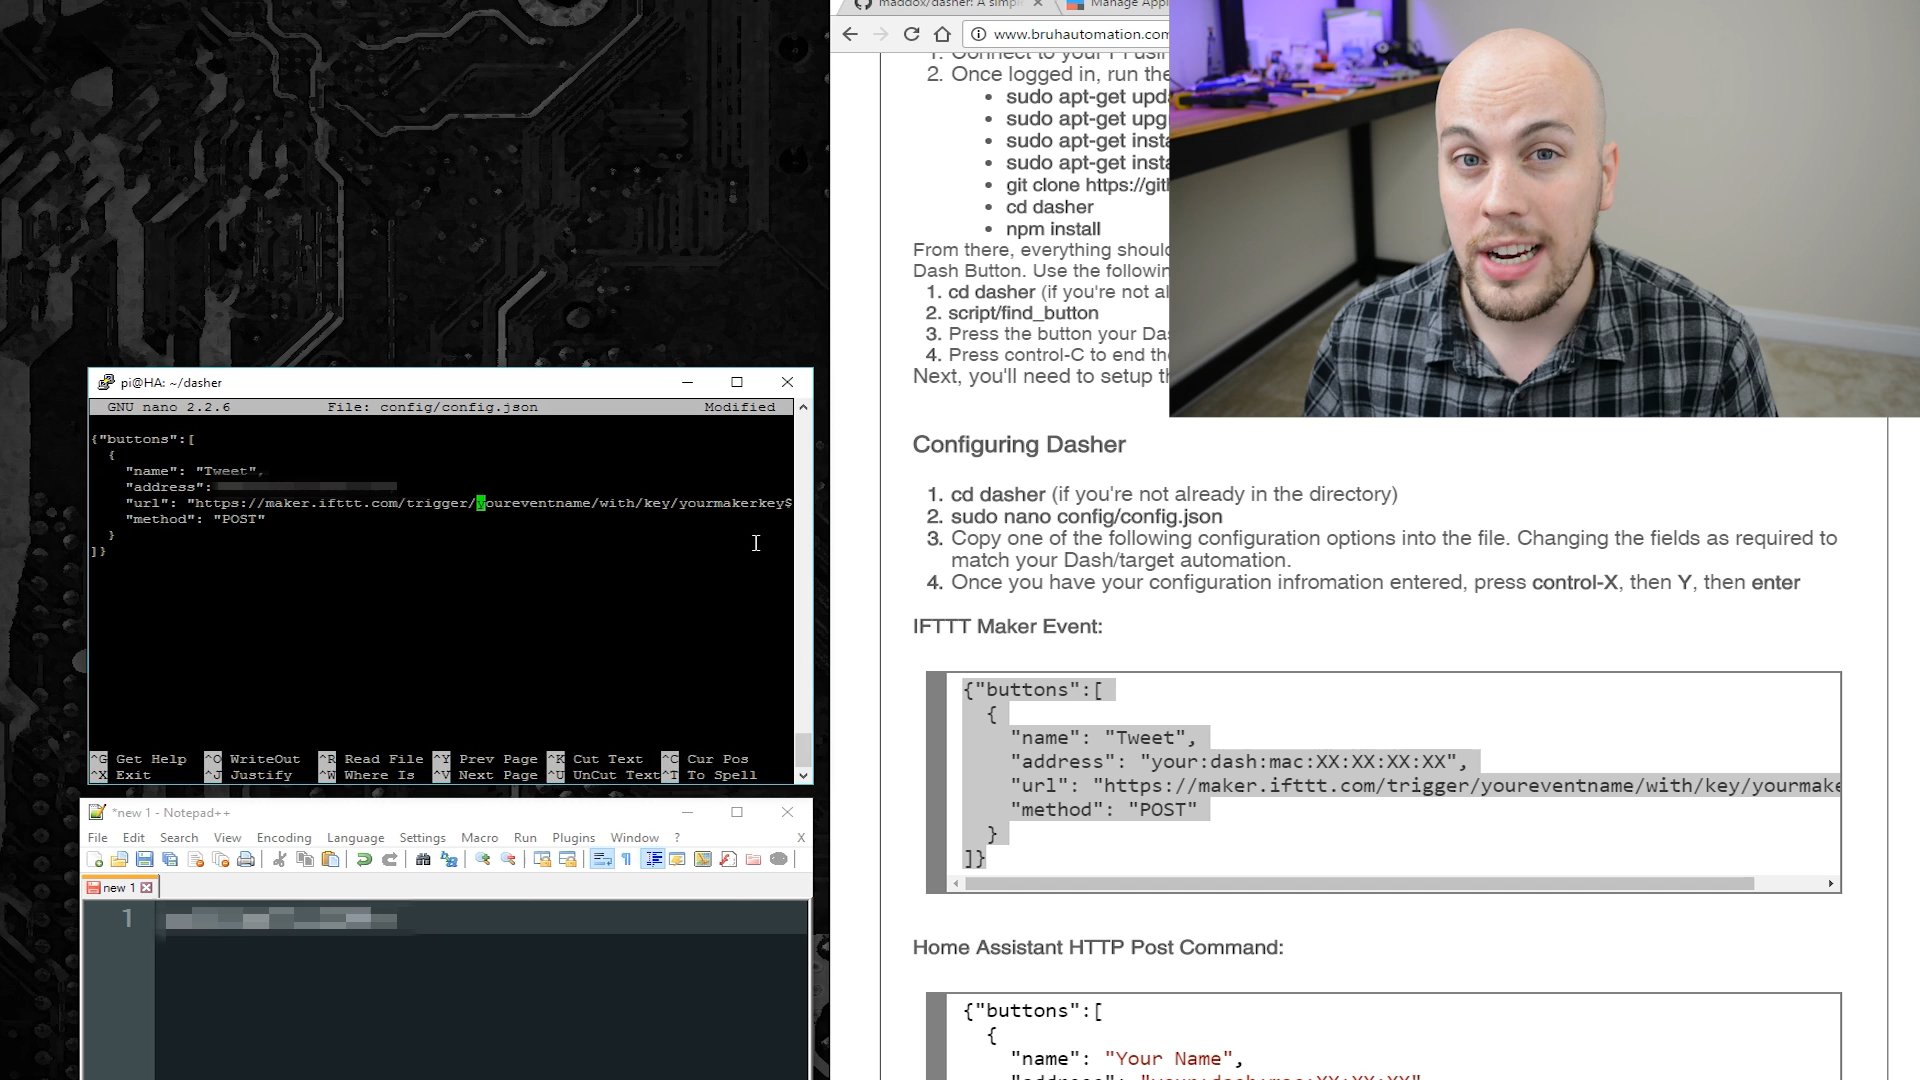 pi@HA: ~/dasher
GNU nano 2.2.6 File: config/config.json Modified
{"buttons":[
{
"name": "Tweet",
"address":
"url": "https://maker.ifttt.com/trigger/youreventname/with/key/yourmakerkey$
"method": "POST"
}
]}
^G Get Help ^O WriteOut ^R Read File ^Y Prev Page ^K Cut Text ^C Cur Pos
^X Exit ^J Justify ^W Where Is ^V Next Page ^U UnCut Text ^T To Spell
*new 1 - Notepad++
File Edit Search View Encoding Language Settings Macro Run Plugins Window ? X
new 1
1
maddox/dasher: A simpl
Manage Appl
www.bruhautomation.com
1. Connect to your
2. Once logged in, run the
• sudo apt-get upda
• sudo apt-get upg
• sudo apt-get insta
• sudo apt-get insta
• git clone https://gith
• cd dasher
• npm install
From there, everything should
Dash Button. Use the following
1. cd dasher (if you're not al
2. script/find_button
3. Press the button your Das
4. Press control-C to end the
Next, you'll need to setup th
Configuring Dasher
1. cd dasher (if you're not already in the directory)
2. sudo nano config/config.json
3. Copy one of the following configuration options into the file. Changing the fields as required to
match your Dash/target automation.
4. Once you have your configuration infromation entered, press control-X, then Y, then enter
IFTTT Maker Event:
{"buttons":[
{
"name": "Tweet",
"address": "your:dash:mac:XX:XX:XX:XX",
"url": "https://maker.ifttt.com/trigger/youreventname/with/key/yourmake
"method": "POST"
}
]}
Home Assistant HTTP Post Command:
{"buttons":[
{
"name": "Your Name",
"address": "your:dash:mac:XX:XX:XX"